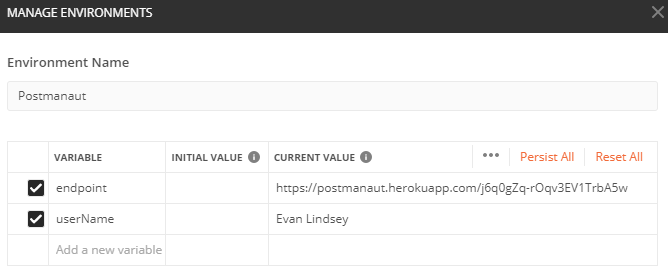 MANAGE ENVIRONMENTS
Environment Name
Postmanaut
VARIABLE INITIAL VALUE CURRENT VALUE ••• Persist All Reset All
endpoint https://postmanaut.herokuapp.com/j6q0gZq-rOqv3EV1TrbA5w
userName Evan Lindsey
Add a new variable